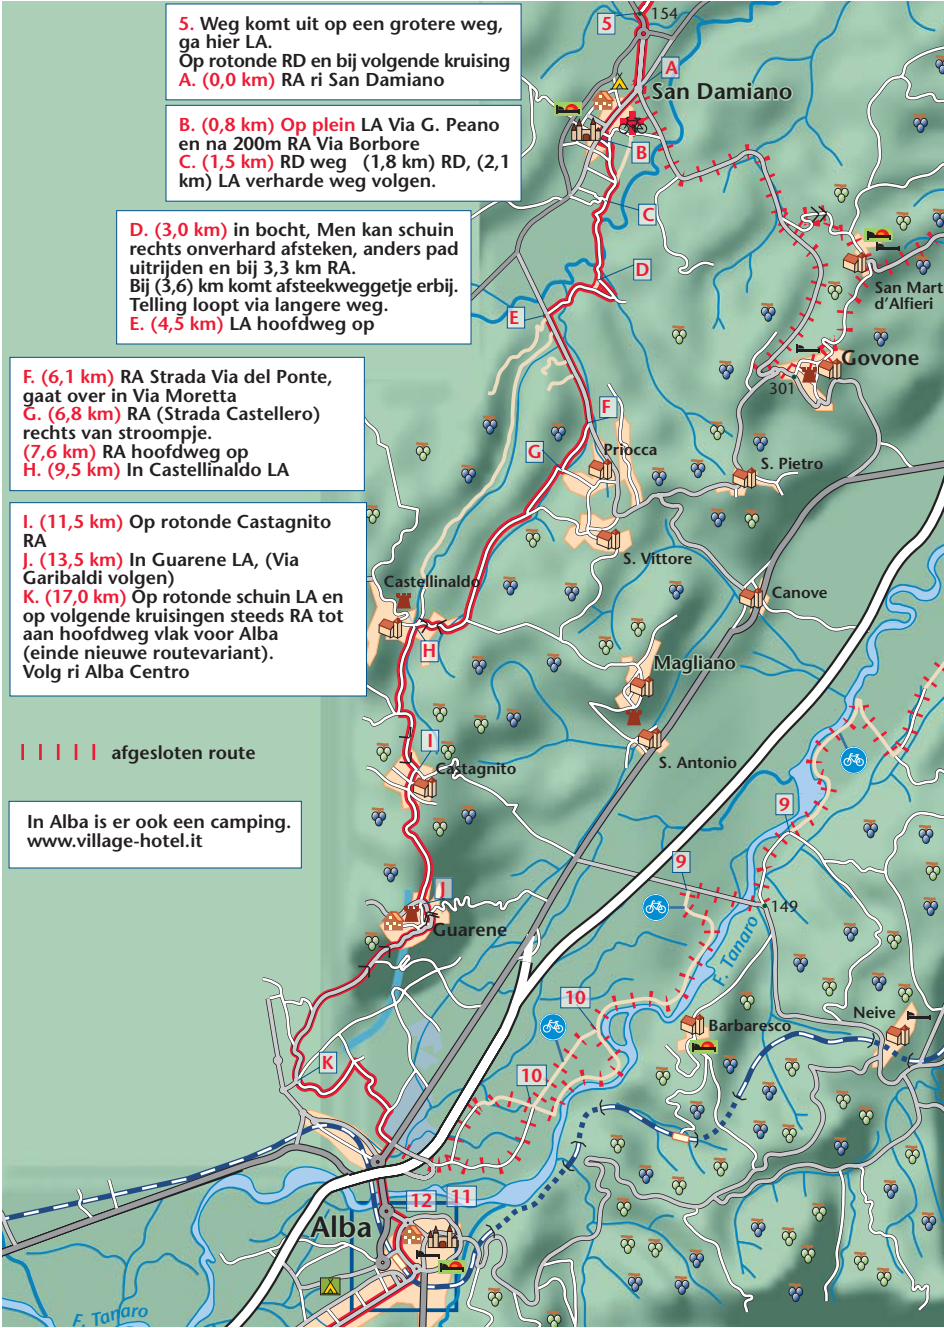 5. Weg komt uit op een grotere weg,
ga hier LA.
Op rotonde RD en bij volgende kruising
A. (0,0 km) RA ri San Damiano
B. (0,8 km) Op plein LA Via G. Peano
en na 200m RA Via Borbore
C. (1,5 km) RD weg (1,8 km) RD, (2,1
km) LA verharde weg volgen.
D. (3,0 km) in bocht, Men kan schuin
rechts onverhard afsteken, anders pad
uitrijden en bij 3,3 km RA.
Bij (3,6) km komt afsteekweggetje erbij.
Telling loopt via langere weg.
E. (4,5 km) LA hoofdweg op
F. (6,1 km) RA Strada Via del Ponte,
gaat over in Via Moretta
G. (6,8 km) RA (Strada Castellero)
rechts van stroompje.
(7,6 km) RA hoofdweg op
H. (9,5 km) In Castellinaldo LA
I. (11,5 km) Op rotonde Castagnito
RA
J. (13,5 km) In Guarene LA, (Via
Garibaldi volgen)
K. (17,0 km) Op rotonde schuin LA en
op volgende kruisingen steeds RA tot
aan hoofdweg vlak voor Alba
(einde nieuwe routevariant).
Volg ri Alba Centro
afgesloten route
In Alba is er ook een camping.
www.village-hotel.it
5
154
A
San Damiano
B
C
D
E
San Mart
d'Alfieri
Govone
301
F
G
Priocca
S. Pietro
S. Vittore
Castellinaldo
Canove
H
Magliano
I
S. Antonio
Castagnito
9
9
J
149
Guarene
F. Tanaro
10
Barbaresco
Neive
K
10
12
11
Alba
F. Tanaro